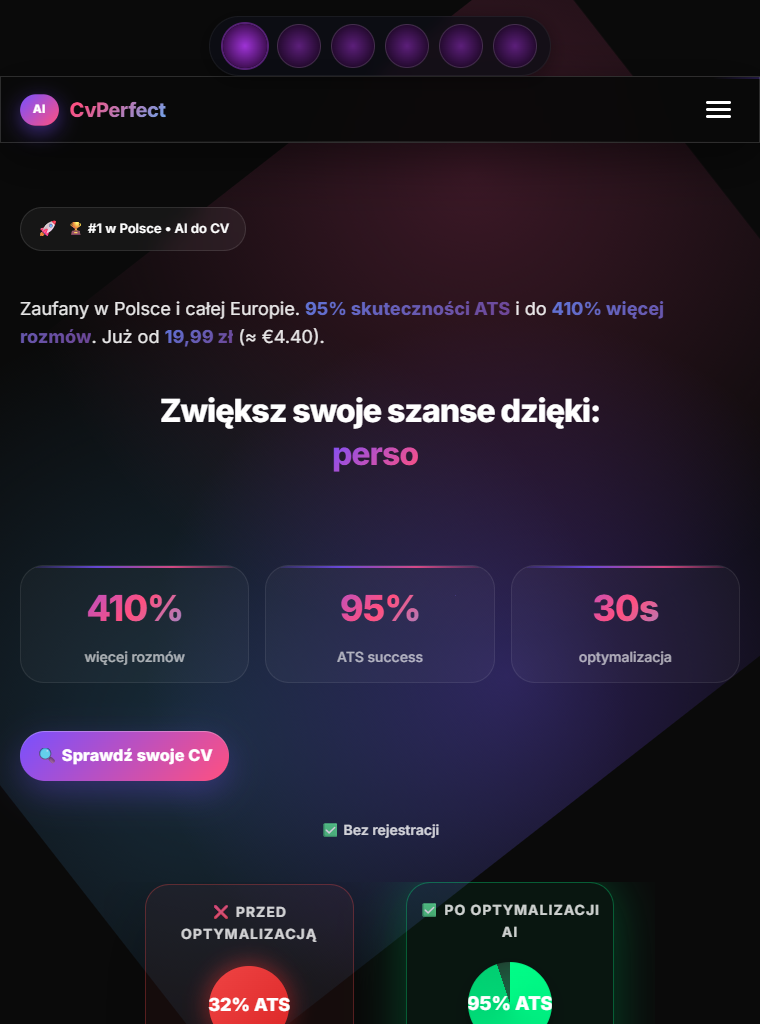 AI CvPerfect
🚀 🏆 #1 w Polsce • AI do CV
Zaufany w Polsce i całej Europie. 95% skuteczności ATS i do 410% więcej
rozmów. Już od 19,99 zł (≈ €4.40).
Zwiększ swoje szanse dzięki:
perso
410%
więcej rozmów
95%
ATS success
30s
optymalizacja
🔍 Sprawdź swoje CV
✅ Bez rejestracji
❌ PRZED
OPTYMALIZACJĄ
32% ATS
✅ PO OPTYMALIZACJI
AI
95% ATS